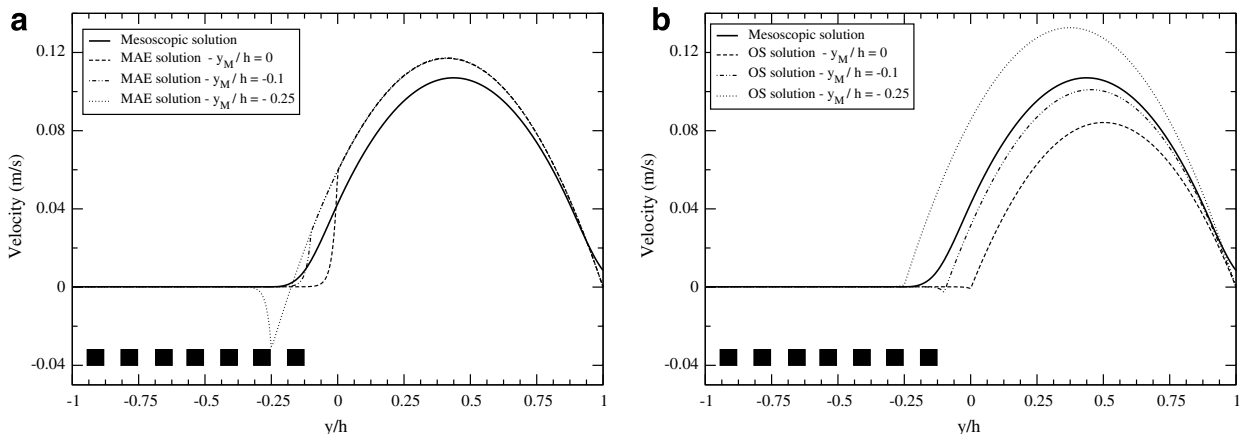 a
0.12
0.08
0.04
0
-0.04
Velocity (m/s)
Mesoscopic solution
MAE solution - y_M / h = 0
MAE solution - y_M / h = -0.1
MAE solution - y_M / h = - 0.25
-1 -0.75 -0.5 -0.25 0 0.25 0.5 0.75 1
y/h
b
0.12
0.08
0.04
0
-0.04
Velocity (m/s)
Mesoscopic solution
OS solution - y_M / h = 0
OS solution - y_M / h = -0.1
OS solution - y_M / h = - 0.25
-1 -0.75 -0.5 -0.25 0 0.25 0.5 0.75 1
y/h